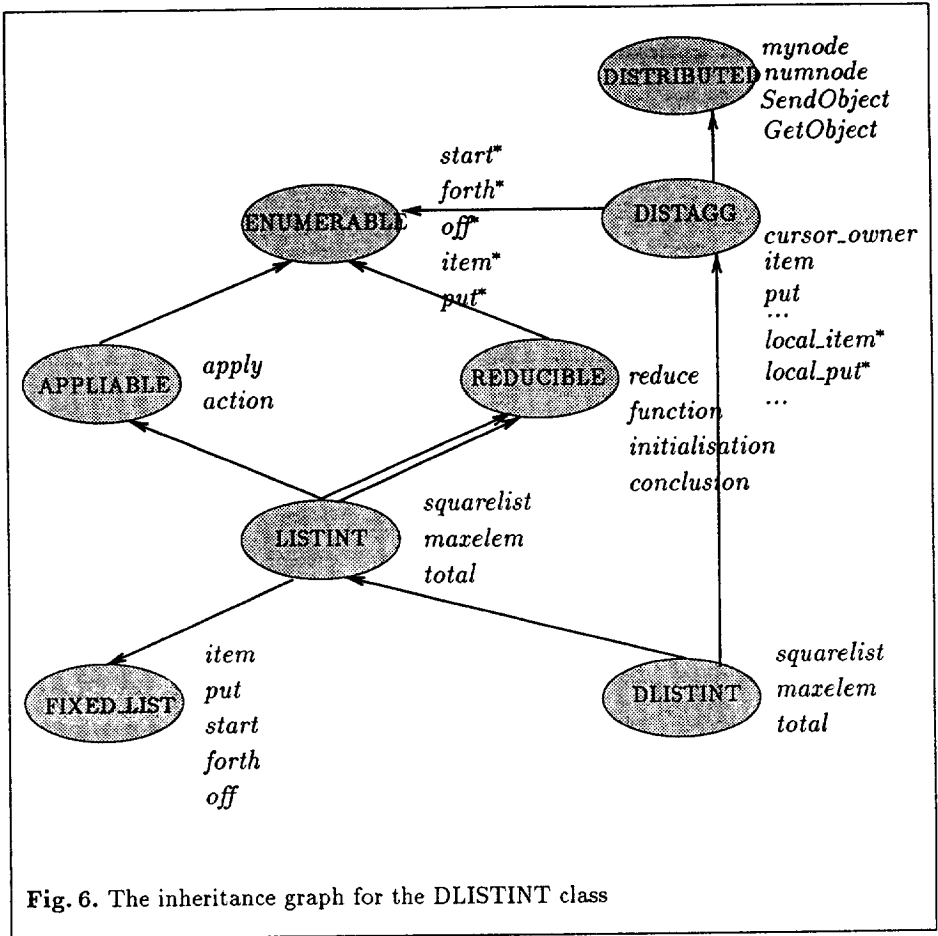 DISTRIBUTED
mynode
numnode
SendObject
GetObject
ENUMERABLE
start*
forth*
off*
item*
put*
DISTAGG
cursor_owner
item
put
...
local_item*
local_put*
...
APPLIABLE
apply
action
REDUCIBLE
reduce
function
initialisation
conclusion
LISTINT
squarelist
maxelem
total
FIXED_LIST
item
put
start
forth
off
DLISTINT
squarelist
maxelem
total
Fig. 6. The inheritance graph for the DLISTINT class